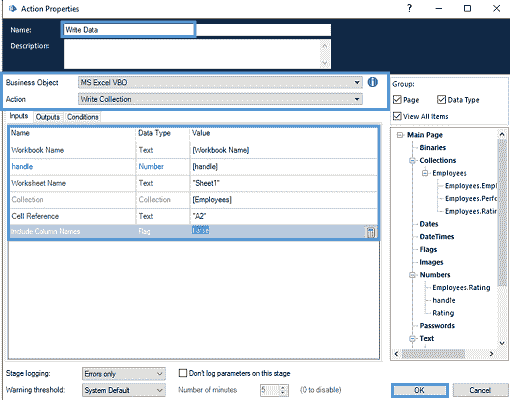 Action Properties
Name: Write Data
Description:
Business Object MS Excel VBO
Action Write Collection
Inputs Outputs Conditions
Name Data Type Value
Workbook Name Text [Workbook Name]
handle Number [handle]
Worksheet Name Text "Sheet1"
Collection Collection [Employees]
Cell Reference Text "A2"
Include Column Names Flag False
Group:
Page Data Type
View All Items
Main Page
Binaries
Collections
Employees
Employees.Empl
Employees.Perfo
Employees.Ratin
Dates
DateTimes
Flags
Images
Numbers
Employees.Rating
handle
Rating
Passwords
Text
Stage logging: Errors only Don't log parameters on this stage
Warning threshold: System Default Number of minutes 5 (0 to disable)
OK Cancel